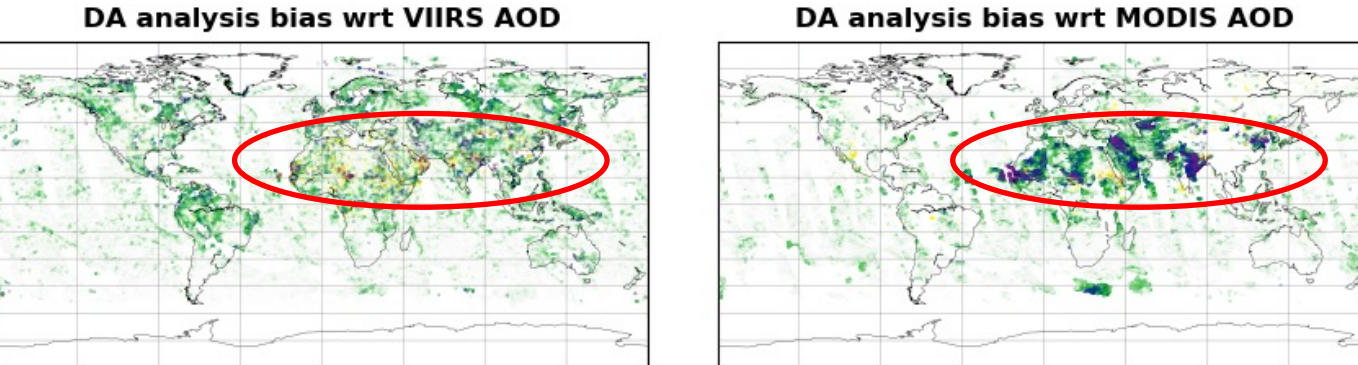 DA analysis bias wrt VIIRS AOD
DA analysis bias wrt MODIS AOD